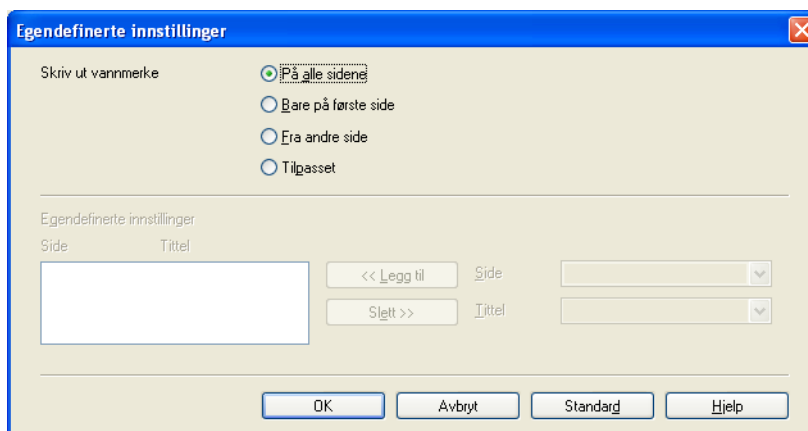 Egendefinerte innstillinger
Skriv ut vannmerke
På alle sidene
Bare på første side
Fra andre side
Tilpasset
Egendefinerte innstillinger
Side Tittel
<< Legg til Side
Slett >> Tittel
OK Avbryt Standard Hjelp